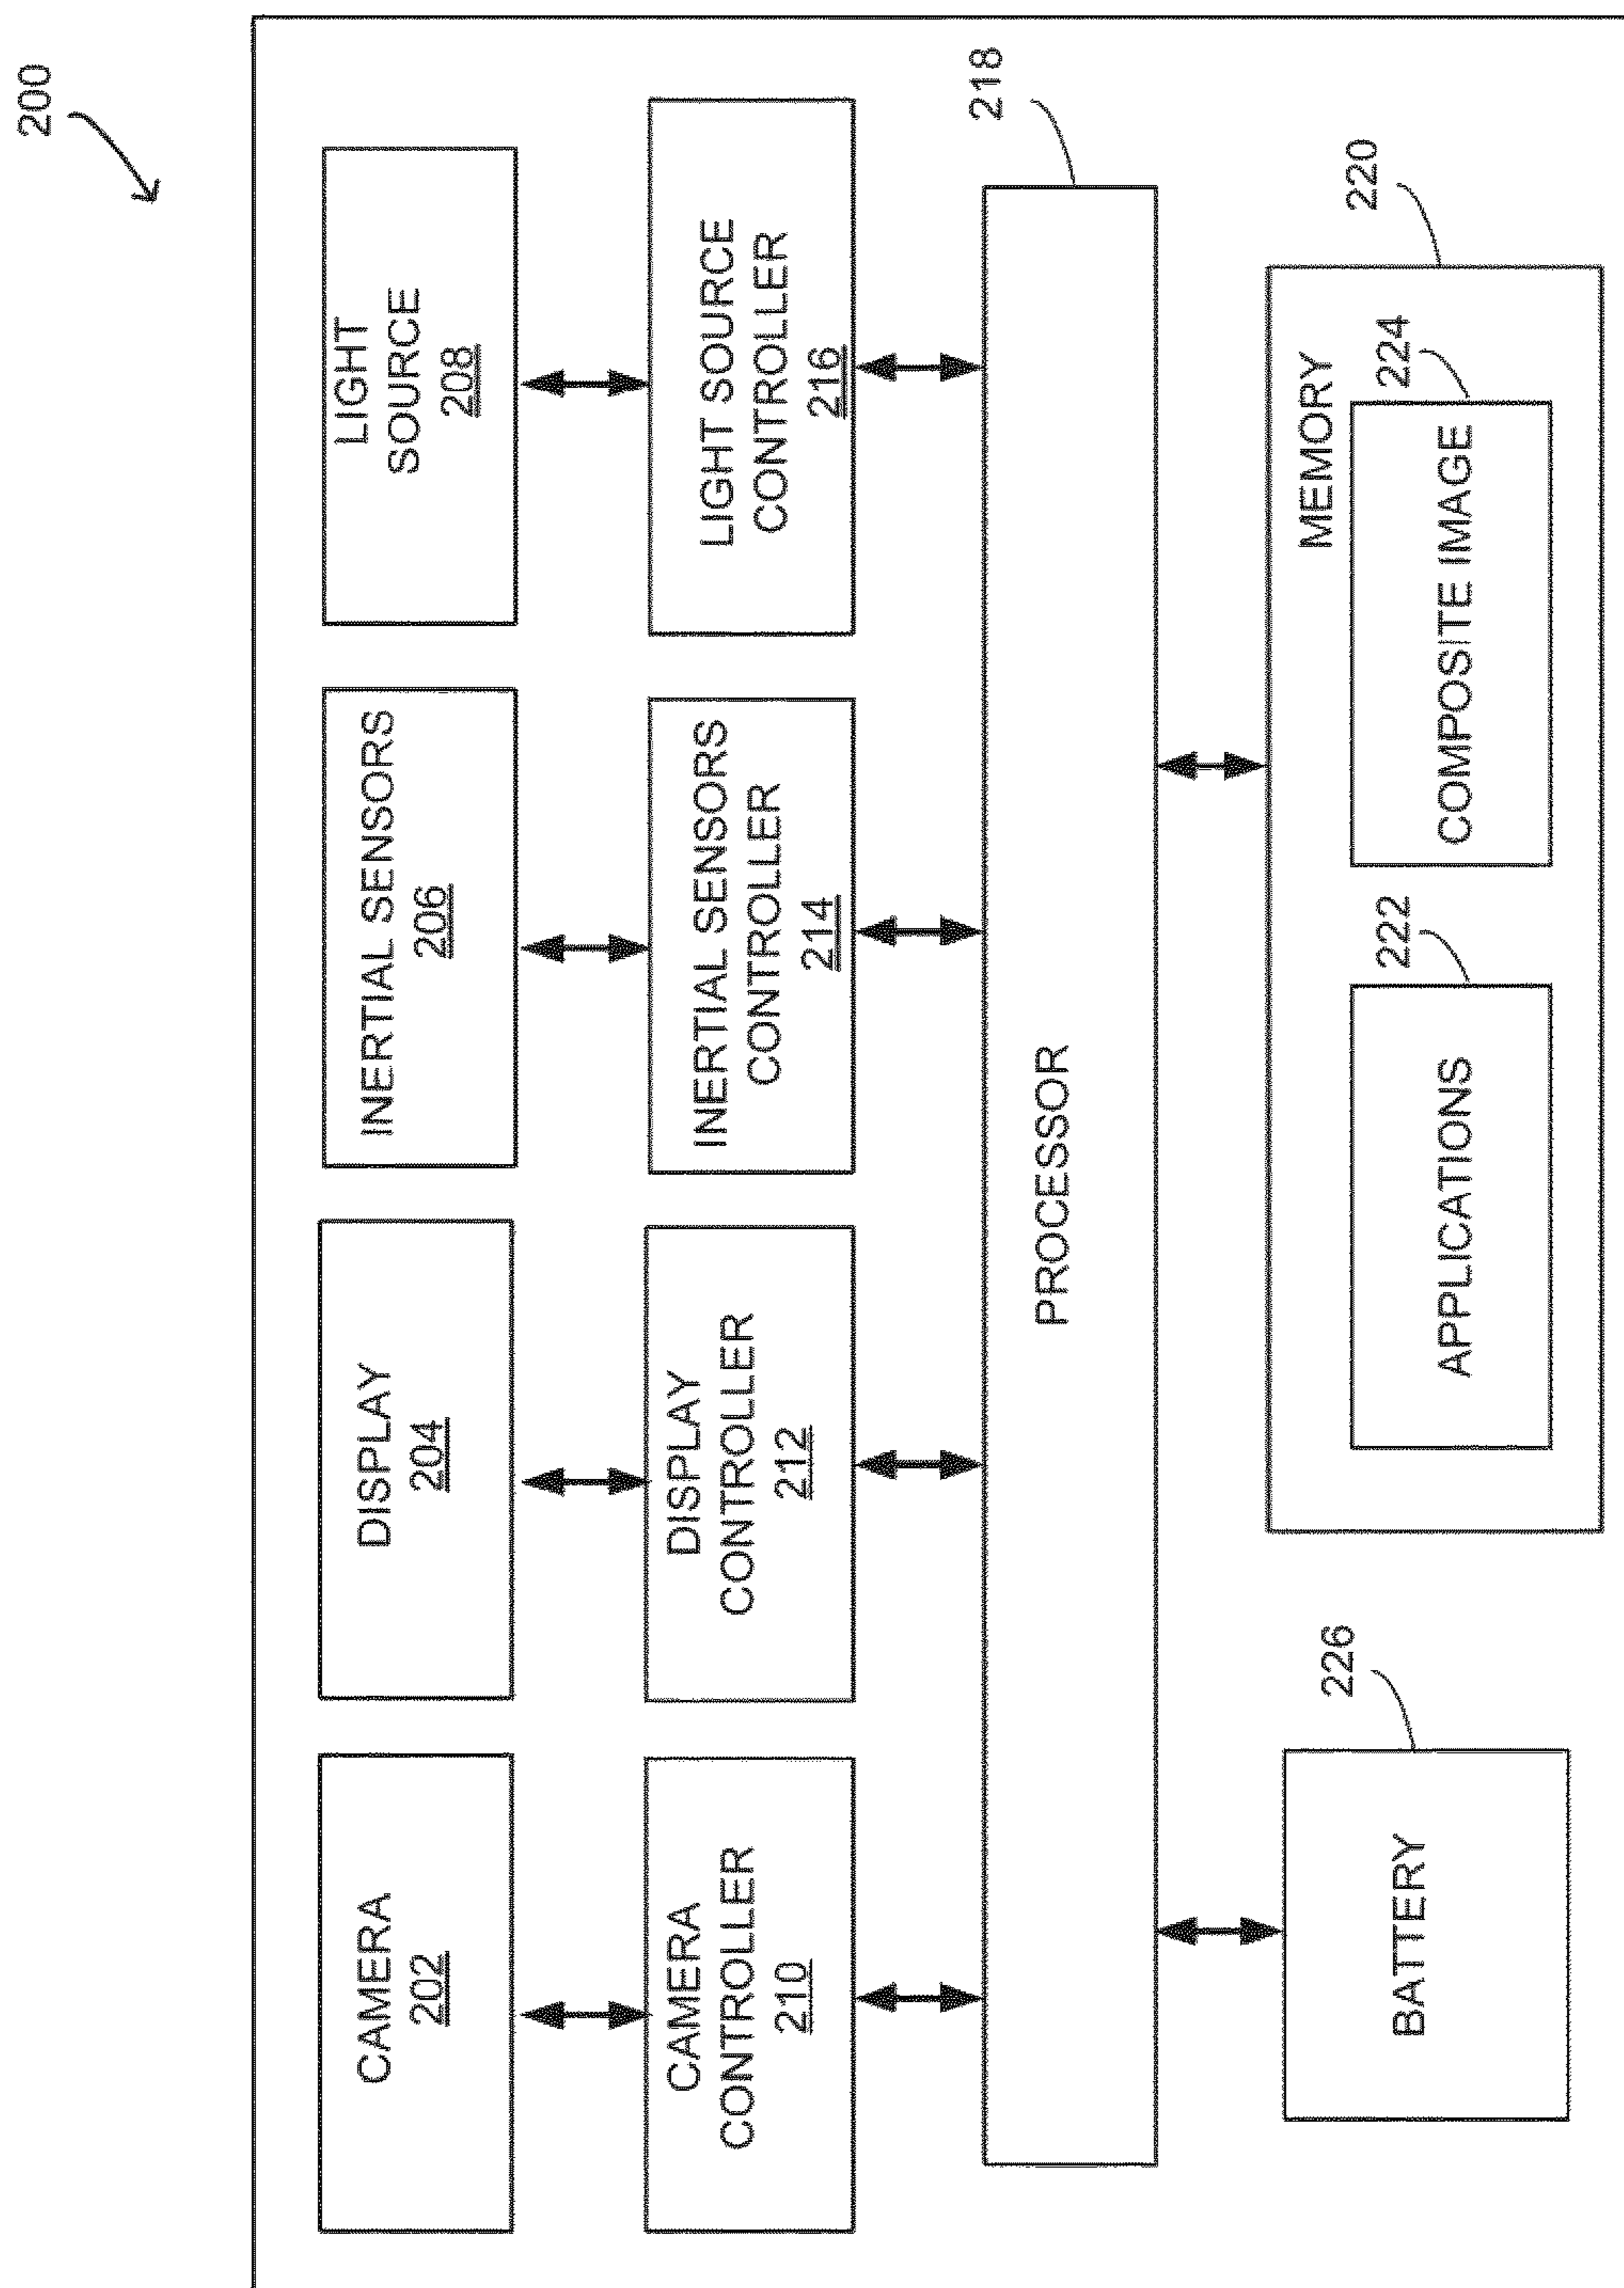 200
CAMERA
202
DISPLAY
204
INERTIAL SENSORS
206
LIGHT
SOURCE
208
CAMERA
CONTROLLER
210
DISPLAY
CONTROLLER
212
INERTIAL SENSORS
CONTROLLER
214
LIGHT SOURCE
CONTROLLER
216
218
PROCESSOR
226
BATTERY
220
MEMORY
222
APPLICATIONS
224
COMPOSITE IMAGE